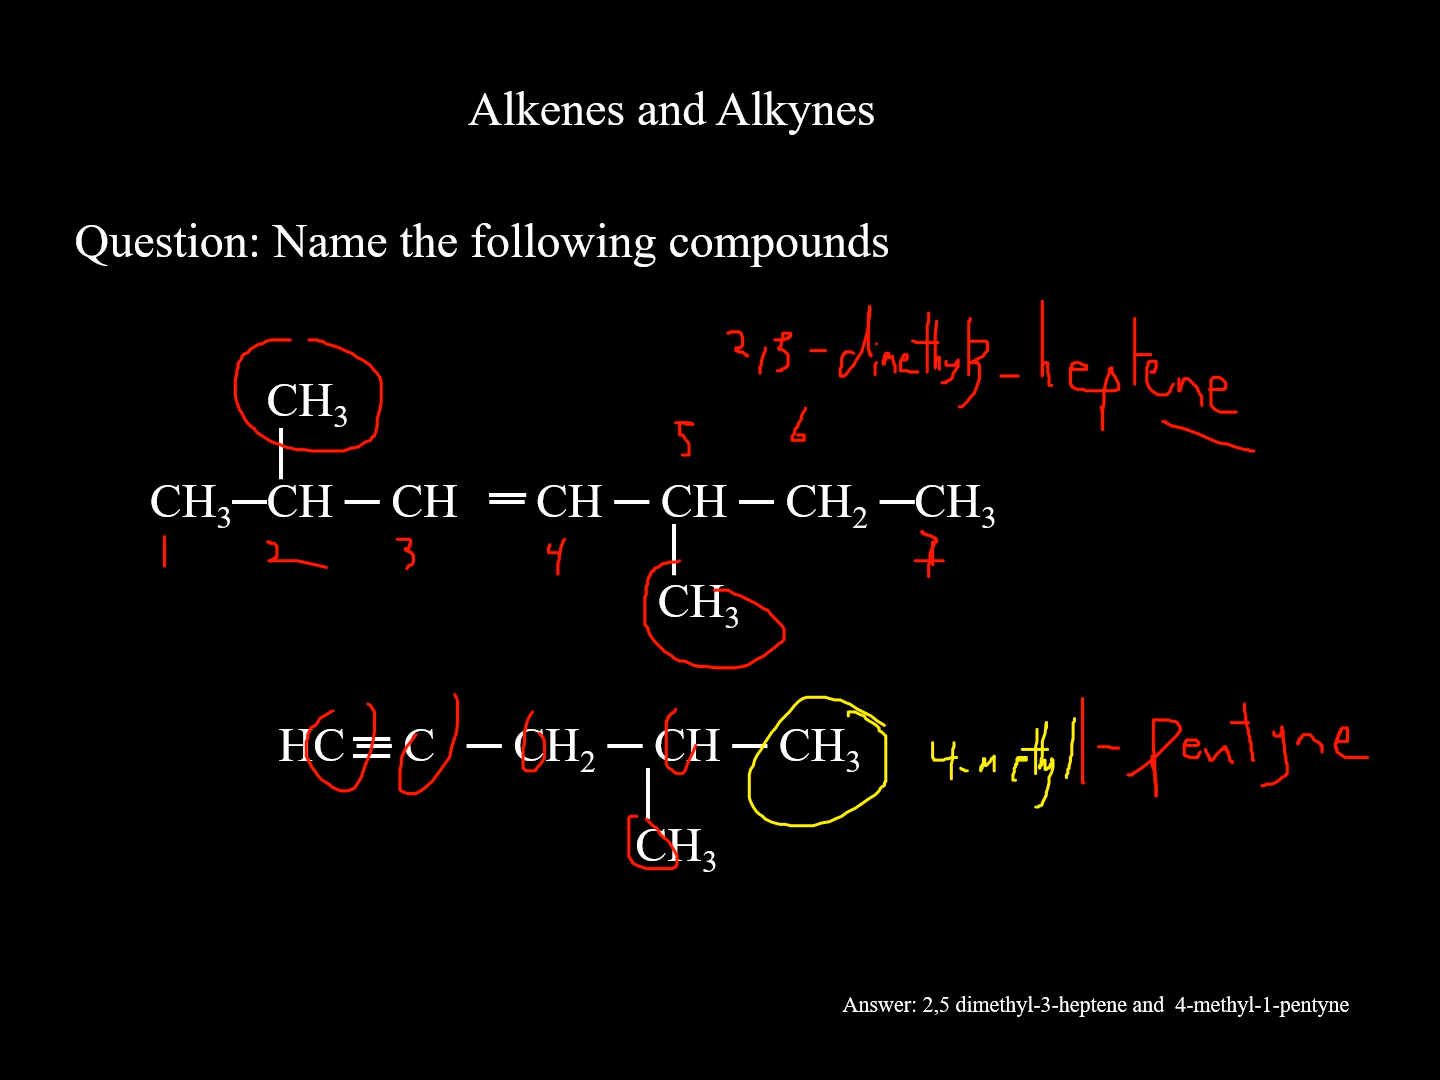 Alkenes and Alkynes
Question: Name the following compounds
2,5-dimethyl-3-heptene
CH3
5 6
CH3—CH—CH=CH—CH—CH2—CH3
1 2 3 4 7
CH3
HC≡C—CH2—CH—CH3 4-methyl 1-pentyne
CH3
Answer: 2,5 dimethyl-3-heptene and 4-methyl-1-pentyne